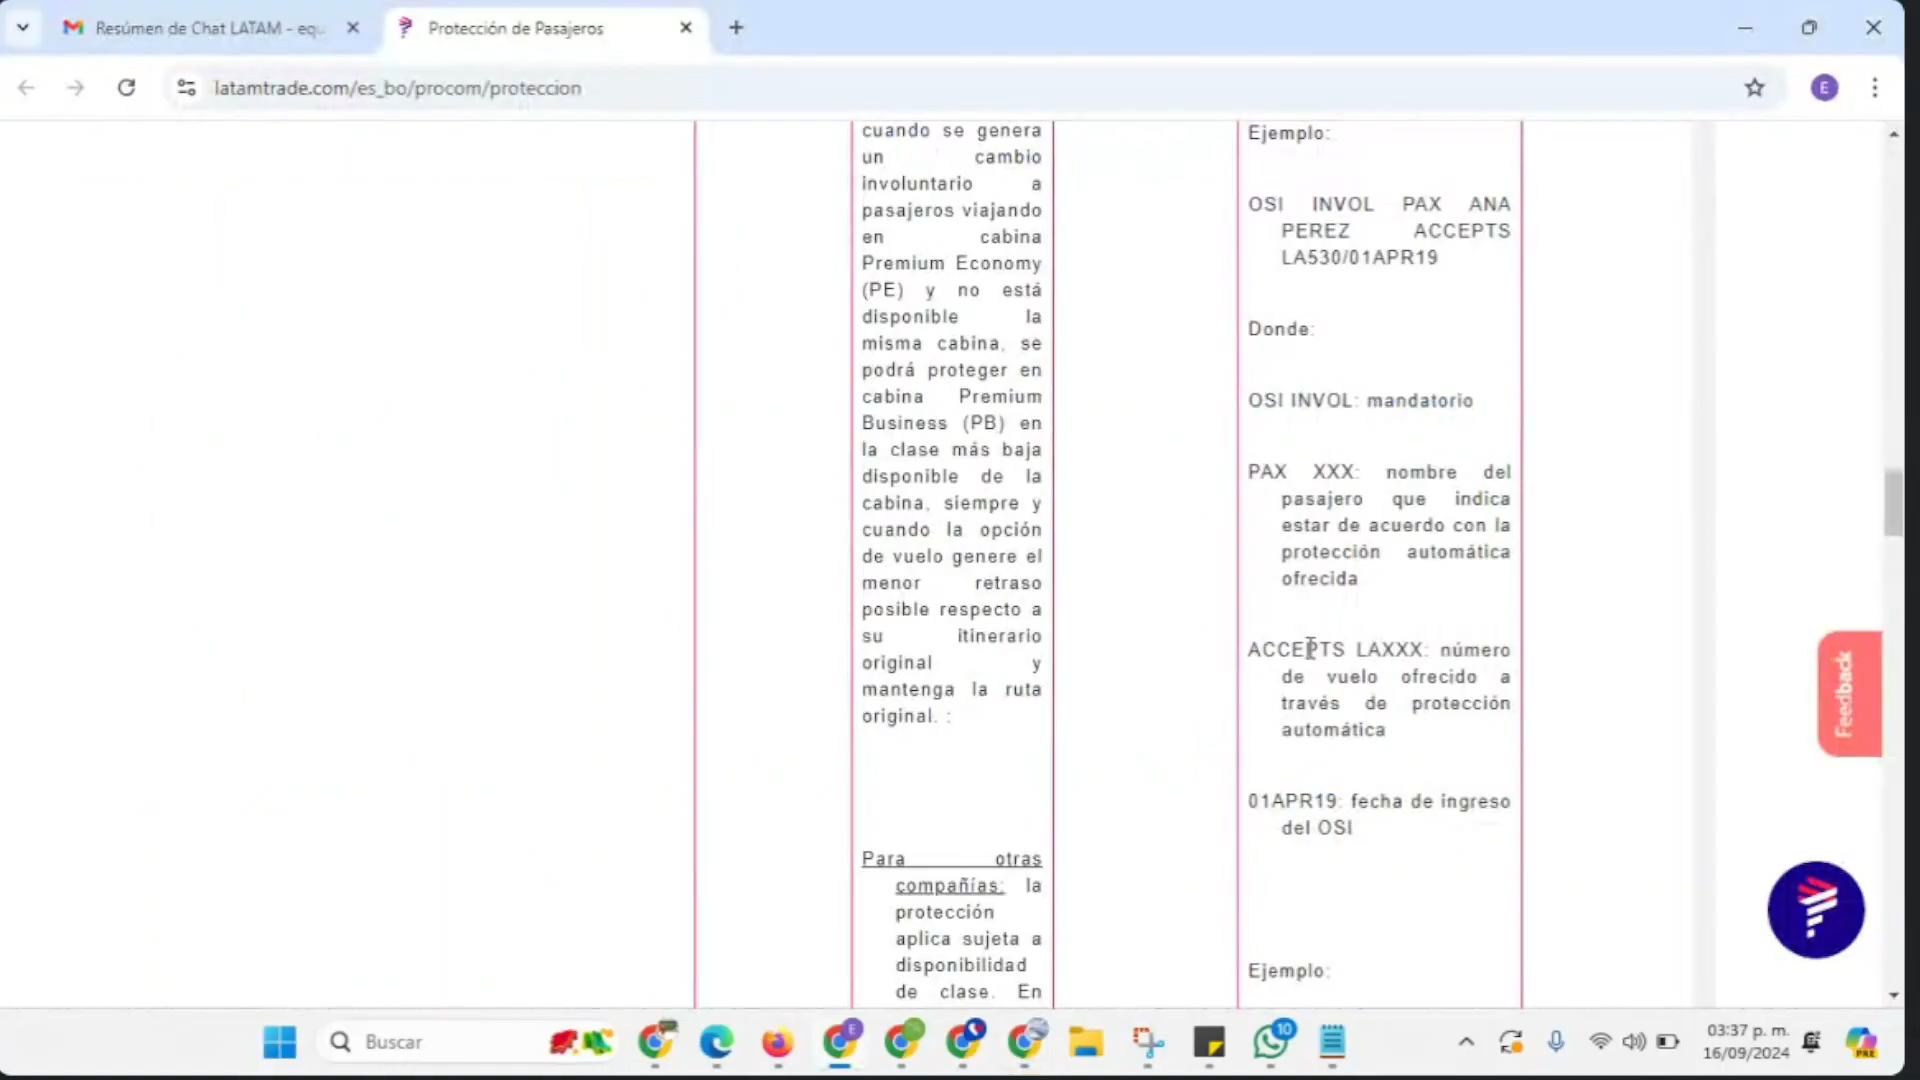 Resúmen de Chat LATAM - equ
Protección de Pasajeros
latamtrade.com/es_bo/procom/proteccion
E
cuando se genera
un cambio
involuntario a
pasajeros viajando
en cabina
Premium Economy
(PE) y no está
disponible la
misma cabina, se
podrá proteger en
cabina Premium
Business (PB) en
la clase más baja
disponible de la
cabina, siempre y
cuando la opción
de vuelo genere el
menor retraso
posible respecto a
su itinerario
original y
mantenga la ruta
original. :
Para otras
compañías: la
protección
aplica sujeta a
disponibilidad
de clase. En
Ejemplo:
OSI INVOL PAX ANA
PEREZ ACCEPTS
LA530/01APR19
Donde:
OSI INVOL: mandatorio
PAX XXX: nombre del
pasajero que indica
estar de acuerdo con la
protección automática
ofrecida
ACCEPTS LAXXX: número
de vuelo ofrecido a
través de protección
automática
01APR19: fecha de ingreso
del OSI
Ejemplo:
Feedback
Buscar
E
10
03:37 p. m.
16/09/2024
PRE